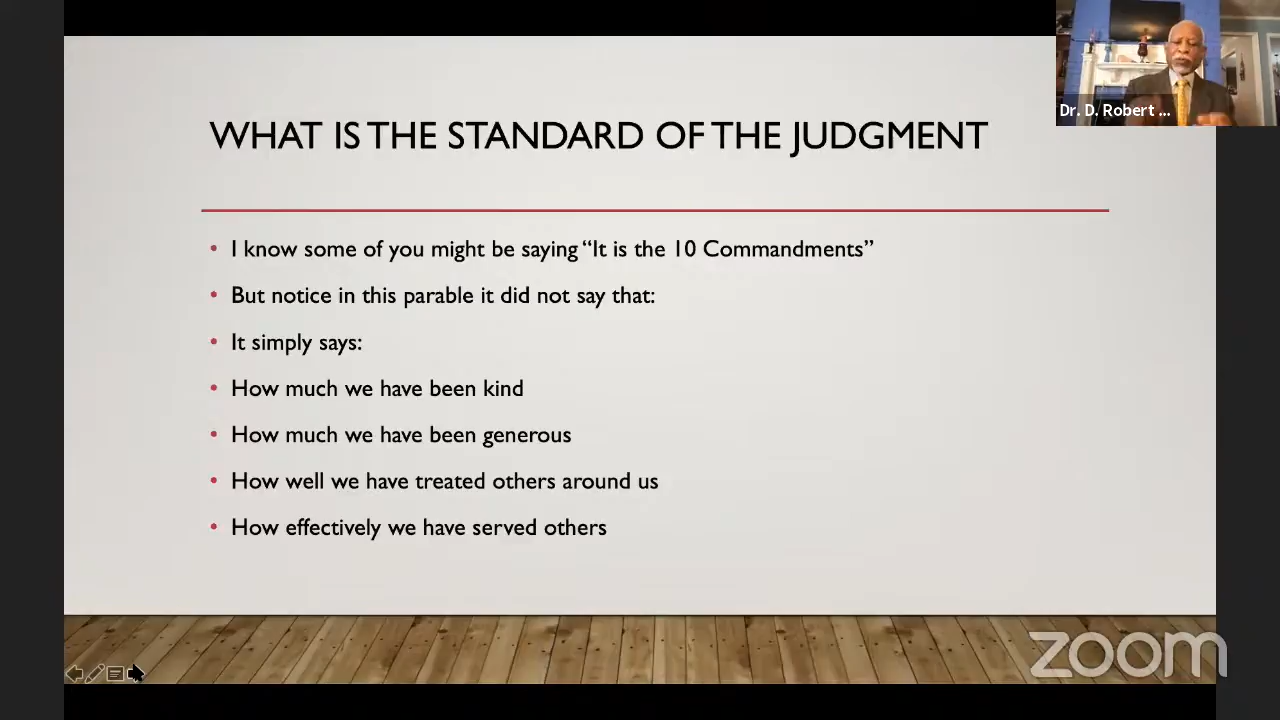 WHAT IS THE STANDARD OF THE JUDGMENT
Dr. D. Robert ...
• I know some of you might be saying “It is the 10 Commandments”
• But notice in this parable it did not say that:
• It simply says:
• How much we have been kind
• How much we have been generous
• How well we have treated others around us
• How effectively we have served others
zoom